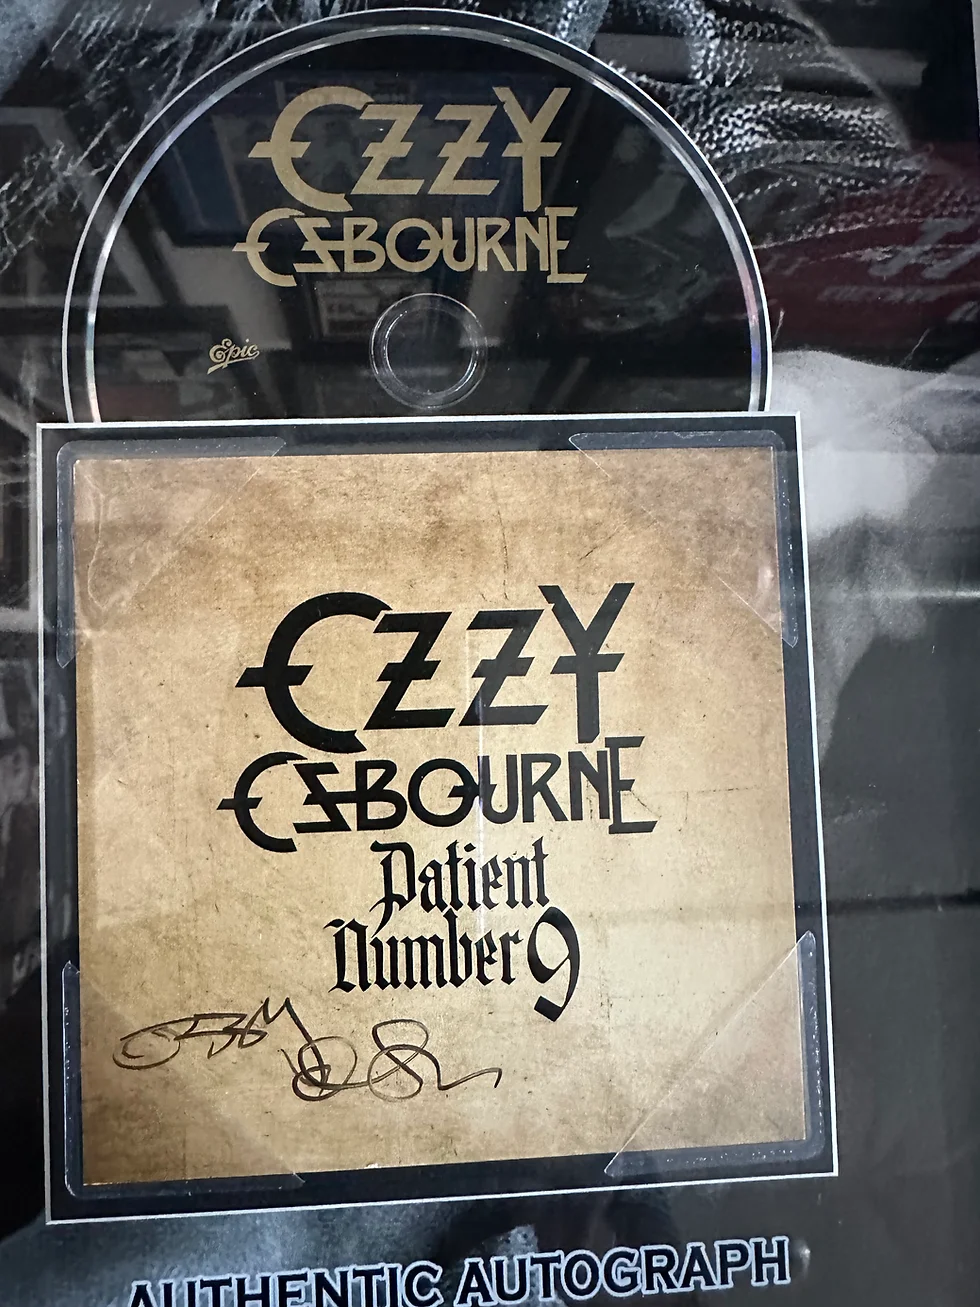 OZZY
OSBOURNE
Epic
OZZY
OSBOURNE
Patient
Number 9
AUTHENTIC AUTOGRAPH